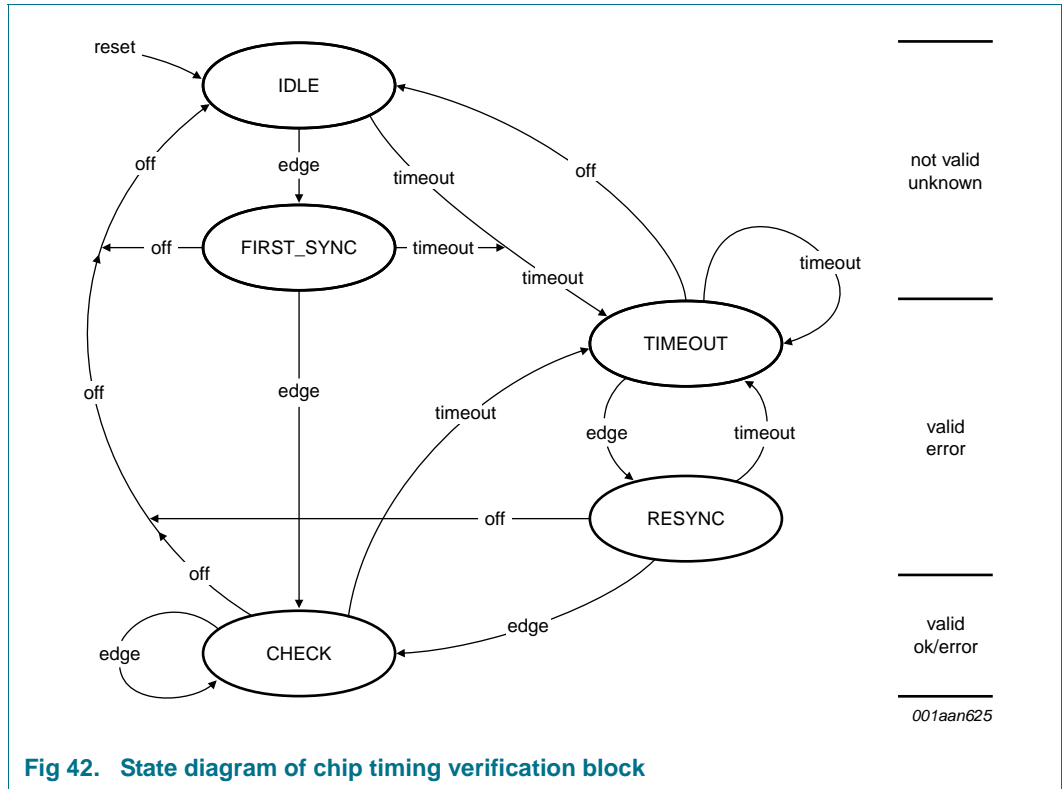 reset
IDLE
off
edge
timeout
off
not valid
unknown
off
FIRST_SYNC
timeout
timeout
timeout
TIMEOUT
off
edge
timeout
edge
timeout
valid
error
off
RESYNC
off
edge
edge
CHECK
valid
ok/error
001aan625
Fig 42. State diagram of chip timing verification block